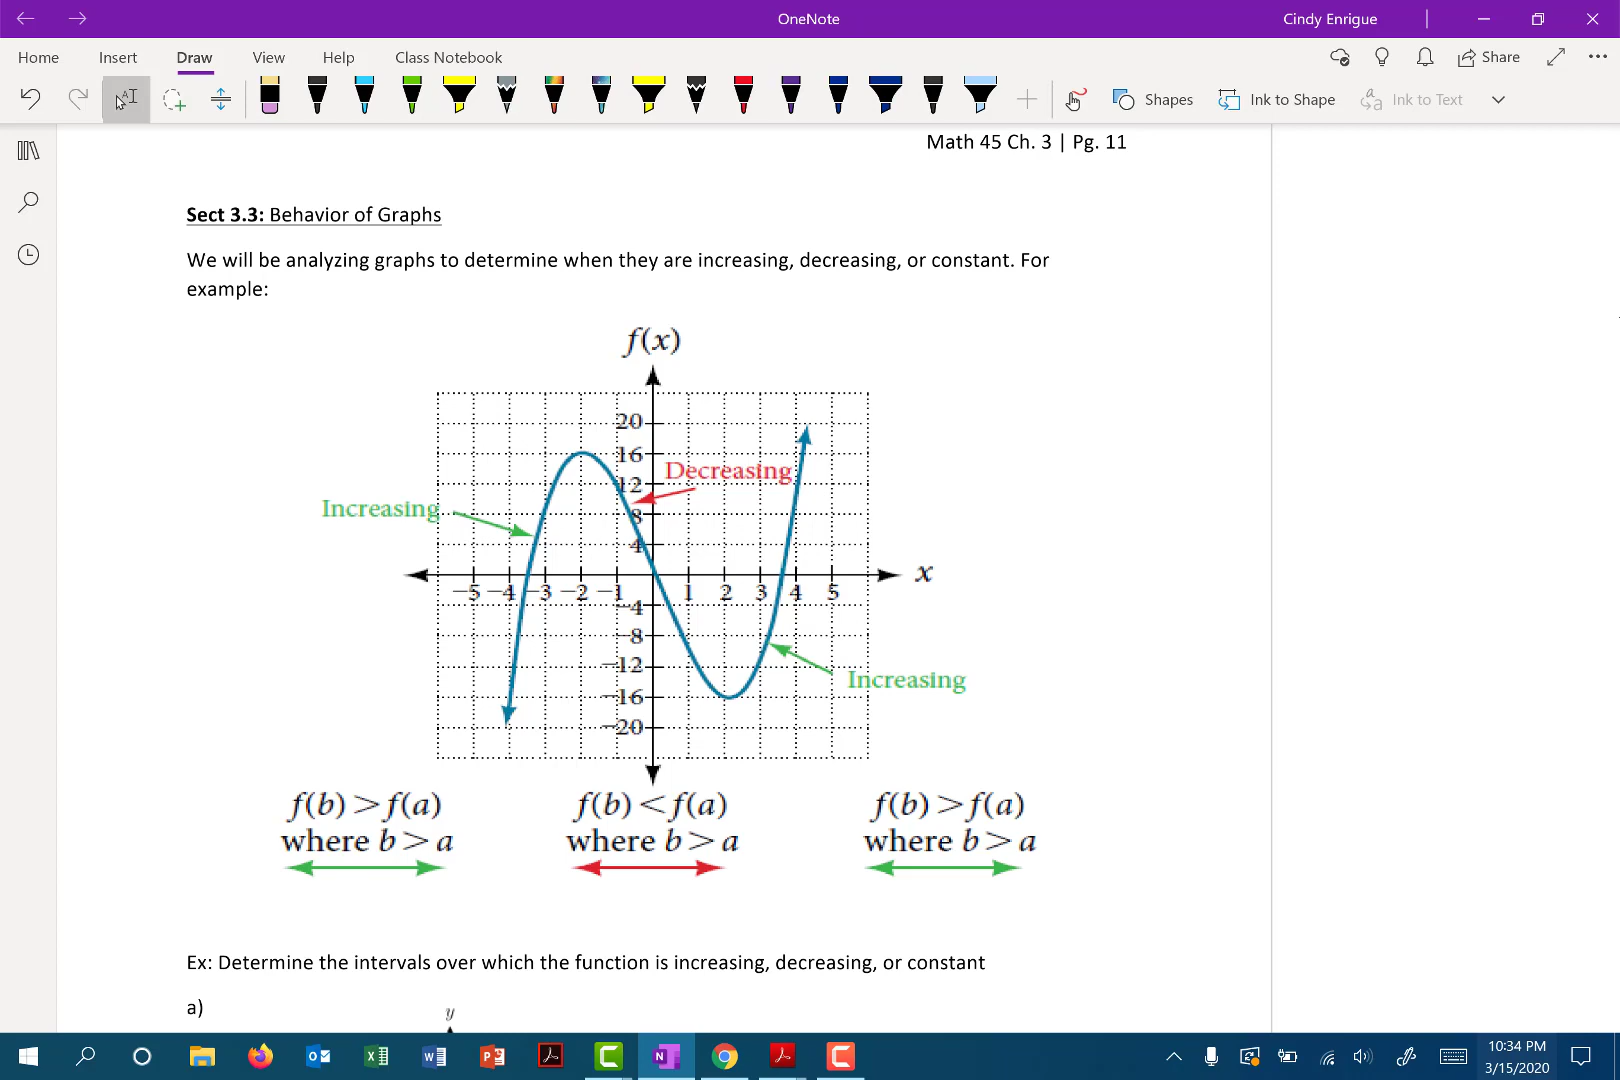 OneNote
Cindy Enrigue
Home Insert Draw View Help Class Notebook
Share
Shapes
Ink to Shape
Ink to Text
Math 45 Ch. 3 | Pg. 11
Sect 3.3: Behavior of Graphs
We will be analyzing graphs to determine when they are increasing, decreasing, or constant. For
example:
f(x)
20
16
Decreasing
12
Increasing
8
4
x
−5 −4 −3 −2 −1 1 2 3 4 5
−4
−8
−12
Increasing
−16
−20
f(b) > f(a) f(b) < f(a) f(b) > f(a)
where b > a where b > a where b > a
Ex: Determine the intervals over which the function is increasing, decreasing, or constant
a)
y
10:34 PM
3/15/2020